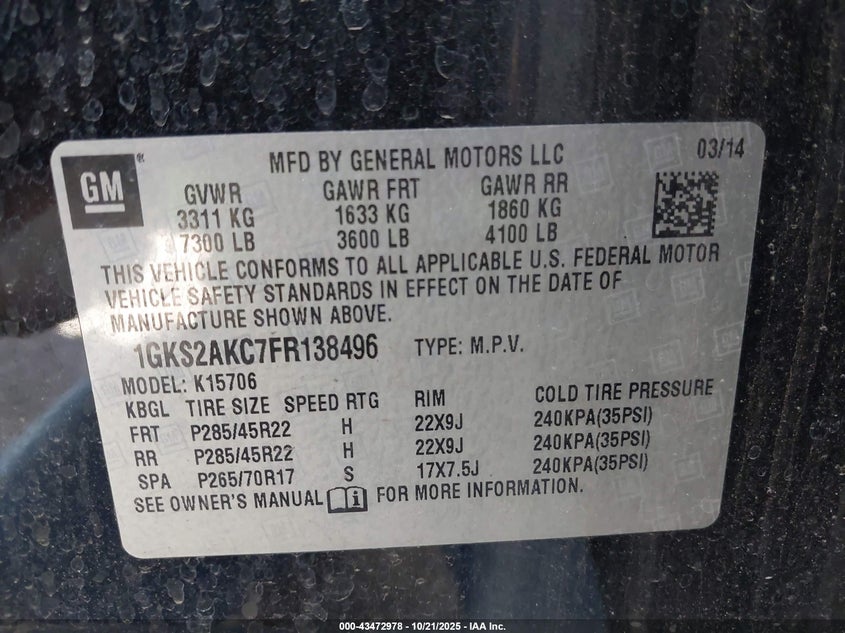 GM
MFD BY GENERAL MOTORS LLC 03/14
GVWR GAWR FRT GAWR RR
3311 KG 1633 KG 1860 KG
7300 LB 3600 LB 4100 LB
THIS VEHICLE CONFORMS TO ALL APPLICABLE U.S. FEDERAL MOTOR
VEHICLE SAFETY STANDARDS IN EFFECT ON THE DATE OF
MANUFACTURE SHOWN ABOVE.
1GKS2AKC7FR138496 TYPE: M.P.V.
MODEL: K15706
KBGL TIRE SIZE SPEED RTG RIM COLD TIRE PRESSURE
FRT P285/45R22 H 22X9J 240KPA(35PSI)
RR P285/45R22 H 22X9J 240KPA(35PSI)
SPA P265/70R17 S 17X7.5J 240KPA(35PSI)
SEE OWNER'S MANUAL FOR MORE INFORMATION.
000-43472978 - 10/21/2025 - IAA Inc.